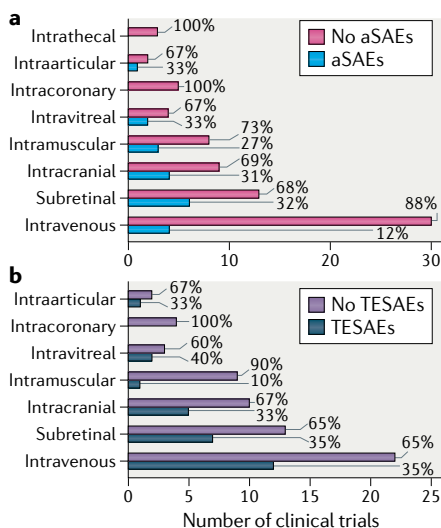 a
No aSAEs
aSAEs
Intrathecal 100%
Intraarticular 67%
33%
Intracoronary 100%
Intravitreal 67%
33%
Intramuscular 73%
27%
Intracranial 69%
31%
Subretinal 68%
32%
Intravenous 88%
12%
0 10 20 30
b
No TESAEs
TESAEs
Intraarticular 67%
33%
Intracoronary 100%
Intravitreal 60%
40%
Intramuscular 90%
10%
Intracranial 67%
33%
Subretinal 65%
35%
Intravenous 65%
35%
0 5 10 15 20 25
Number of clinical trials